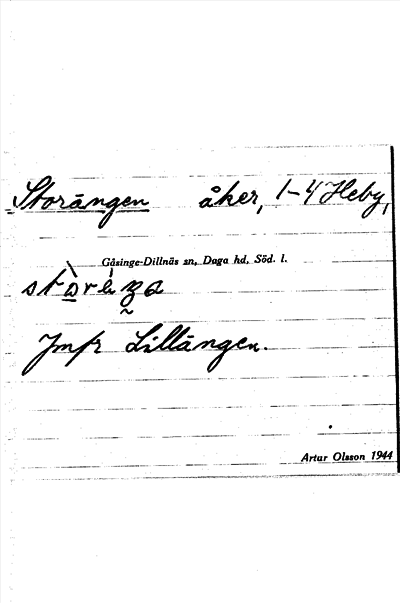 Storängen åker, 1-4 Heby,
Gåsinge-Dillnäs sn, Daga hd, Söd. l.
Jmfr Lillängen.
Artur Olsson 1944